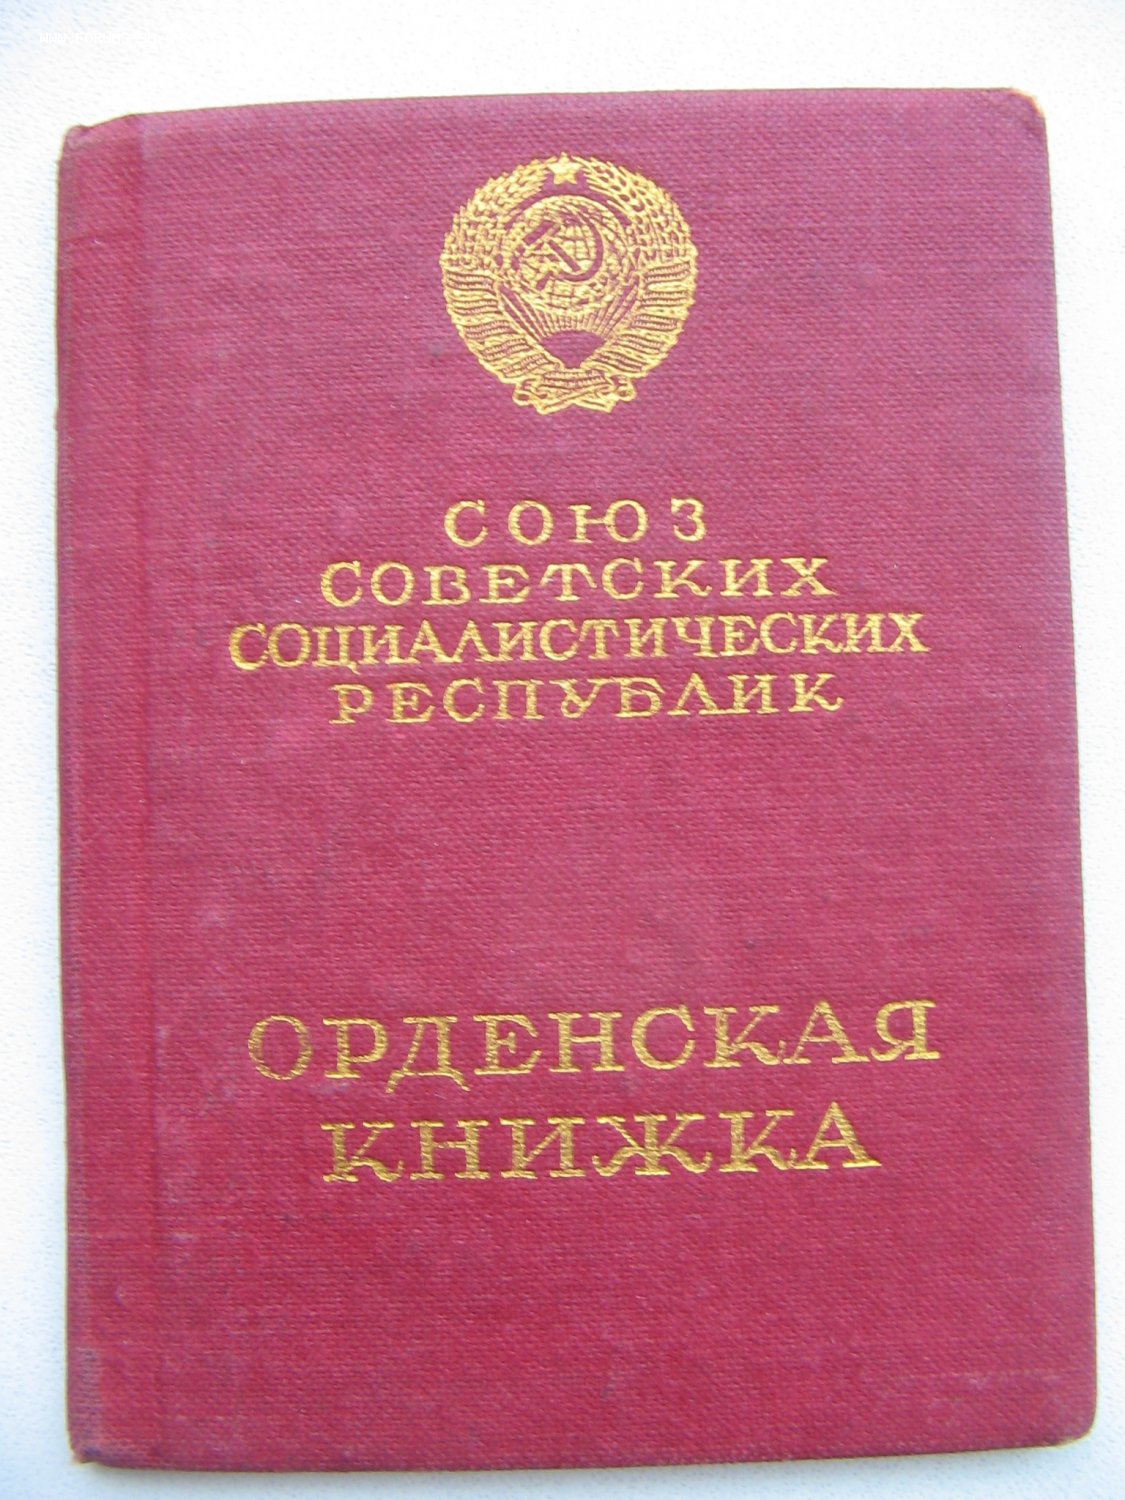 СОЮЗ
СОВЕТСКИХ
СОЦИАЛИСТИЧЕСКИХ
РЕСПУБЛИК
ОРДЕНСКАЯ
КНИЖКА